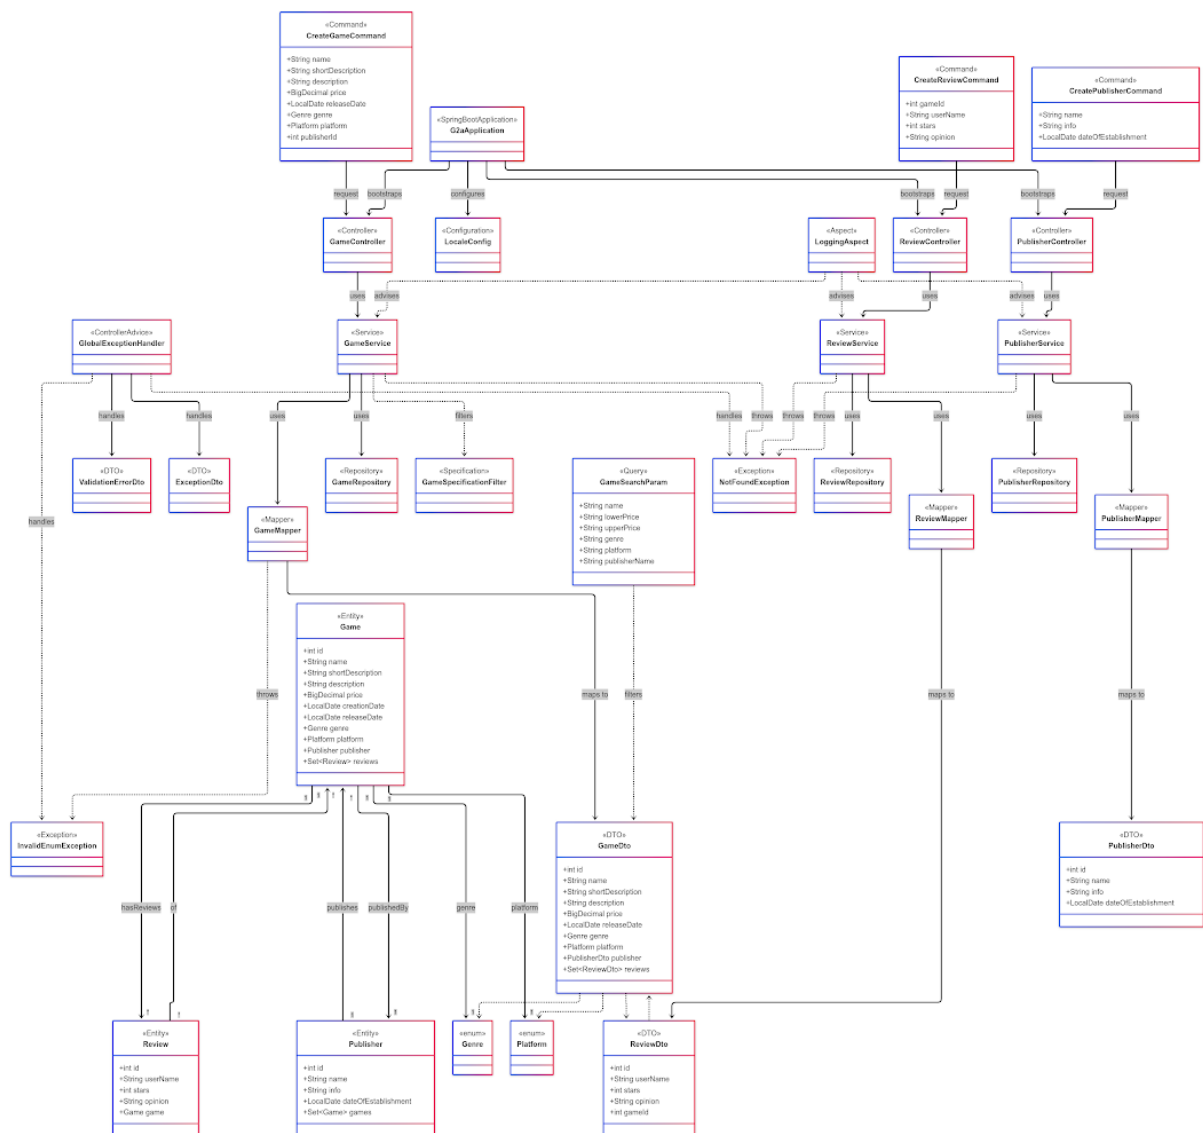 «Command»
CreateGameCommand
+String name
+String shortDescription
+String description
+BigDecimal price
+LocalDate releaseDate
+Genre genre
+Platform platform
+int publisherId
«SpringBootApplication»
G2aApplication
«Command»
CreateReviewCommand
+int gameId
+String userName
+int stars
+String opinion
«Command»
CreatePublisherCommand
+String name
+String info
+LocalDate dateOfEstablishment
request
bootstraps
configures
bootstraps
request
bootstraps
request
«Controller»
GameController
«Configuration»
LocaleConfig
«Aspect»
LoggingAspect
«Controller»
ReviewController
«Controller»
PublisherController
uses
advises
advises
uses
advises
uses
«ControllerAdvice»
GlobalExceptionHandler
«Service»
GameService
«Service»
ReviewService
«Service»
PublisherService
handles
handles
uses
uses
filters
handles
throws
throws
throws
uses
uses
uses
uses
«DTO»
ValidationErrorDto
«DTO»
ExceptionDto
«Repository»
GameRepository
«Specification»
GameSpecificationFilter
«Query»
GameSearchParam
+String name
+String lowerPrice
+String upperPrice
+String genre
+String platform
+String publisherName
«Exception»
NotFoundException
«Repository»
ReviewRepository
«Repository»
PublisherRepository
handles
«Mapper»
GameMapper
«Mapper»
ReviewMapper
«Mapper»
PublisherMapper
«Entity»
Game
+int id
+String name
+String shortDescription
+String description
+BigDecimal price
+LocalDate creationDate
+LocalDate releaseDate
+Genre genre
+Platform platform
+Publisher publisher
+Set<Review> reviews
throws
maps to
filters
maps to
maps to
«Exception»
InvalidEnumException
«DTO»
GameDto
+int id
+String name
+String shortDescription
+String description
+BigDecimal price
+LocalDate releaseDate
+Genre genre
+Platform platform
+PublisherDto publisher
+Set<ReviewDto> reviews
«DTO»
PublisherDto
+int id
+String name
+String info
+LocalDate dateOfEstablishment
hasReviews
of
publishes
publishedBy
genre
platform
«Entity»
Review
+int id
+String userName
+int stars
+String opinion
+Game game
«Entity»
Publisher
+int id
+String name
+String info
+LocalDate dateOfEstablishment
+Set<Game> games
«enum»
Genre
«enum»
Platform
«DTO»
ReviewDto
+int id
+String userName
+int stars
+String opinion
+int gameId